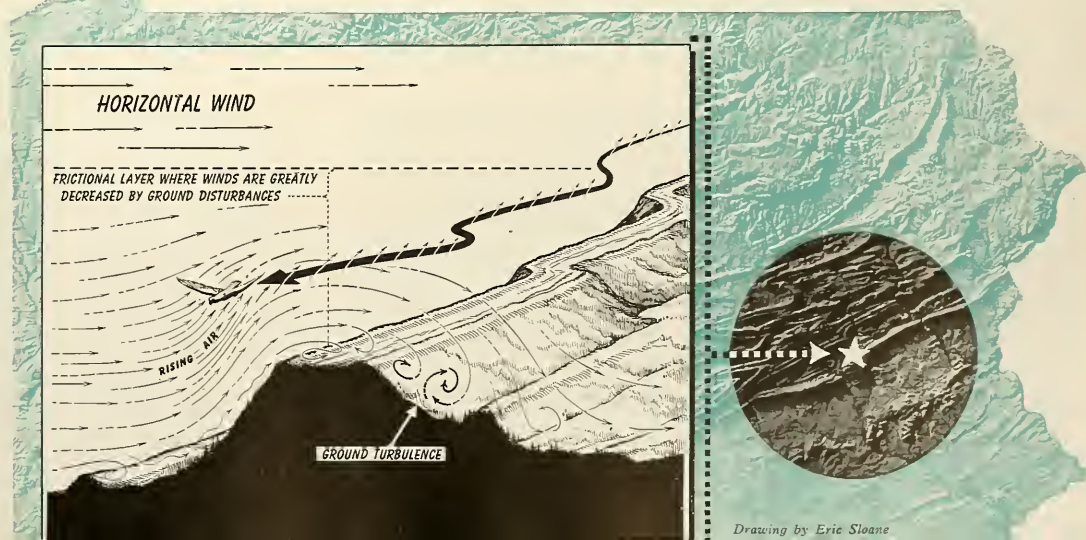 HORIZONTAL WIND
FRICTIONAL LAYER WHERE WINDS ARE GREATLY
DECREASED BY GROUND DISTURBANCES
RISING AIR
GROUND TURBULENCE
Drawing by Eric Sloane